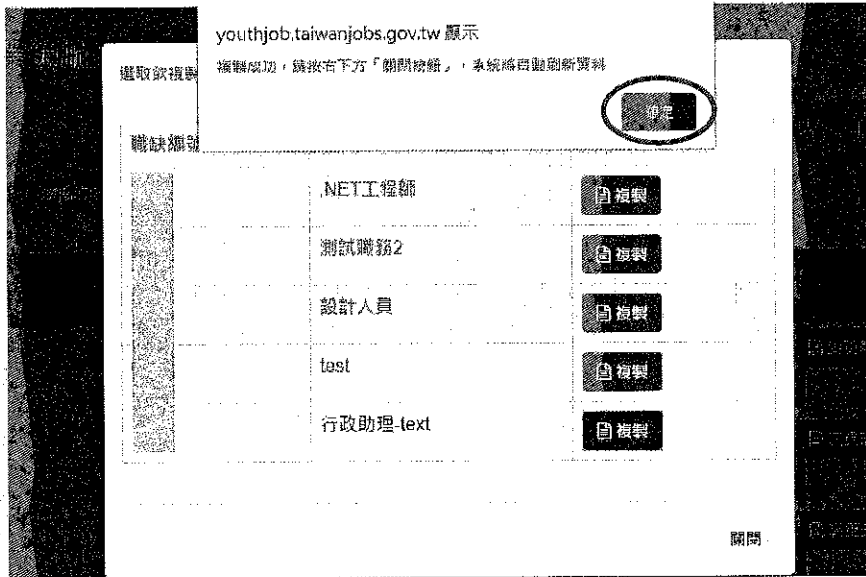 youthjob.taiwanjobs.gov.tw 顯示
複製成功，請按右下方「關閉按鈕」，系統將自動刷新資料
確定
選取欲複製
職缺編號
.NET工程師 複製
測試職務2 複製
設計人員 複製
test 複製
行政助理-text 複製
關閉